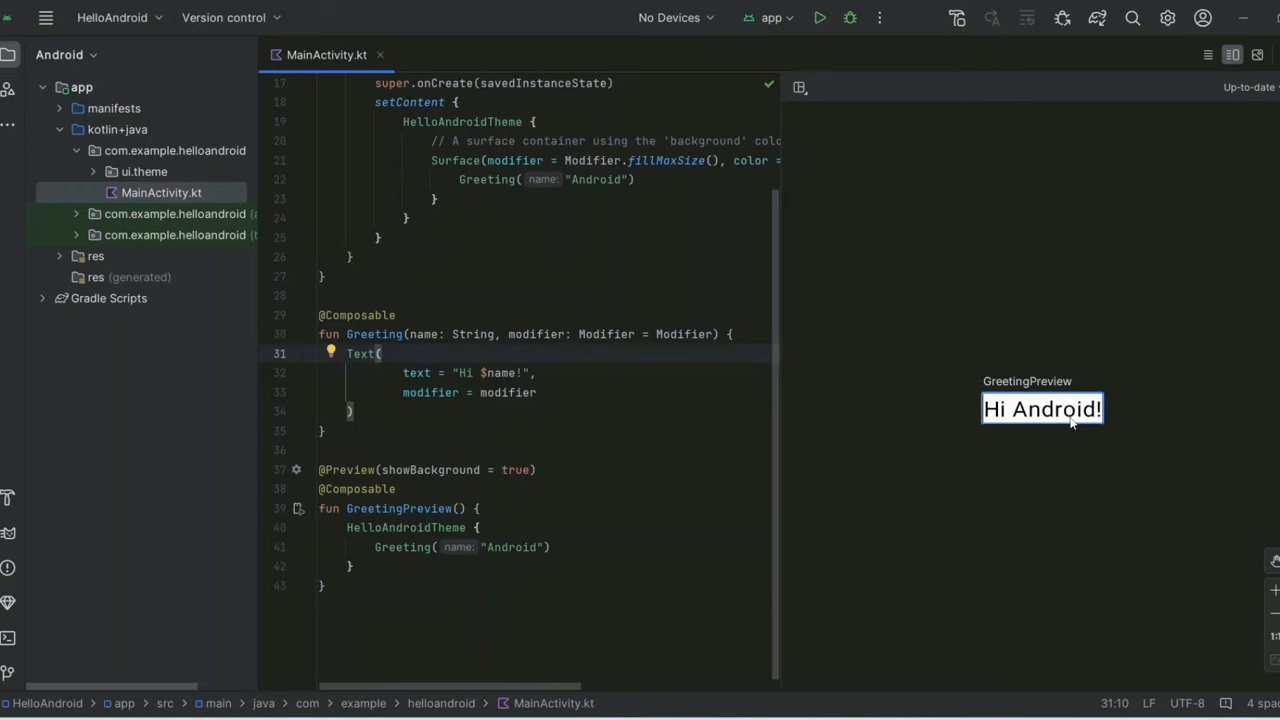 HelloAndroid
Version control
No Devices
app
Android
MainActivity.kt
app
manifests
kotlin+java
com.example.helloandroid
ui.theme
MainActivity.kt
com.example.helloandroid (a
com.example.helloandroid (t
res
res (generated)
Gradle Scripts
17 super.onCreate(savedInstanceState)
18 setContent {
19 HelloAndroidTheme {
20 // A surface container using the 'background' colo
21 Surface(modifier = Modifier.fillMaxSize(), color =
22 Greeting( name: "Android")
23 }
24 }
25 }
26 }
27 }
28
29 @Composable
30 fun Greeting(name: String, modifier: Modifier = Modifier) {
31 Text(
32 text = "Hi $name!",
33 modifier = modifier
34 )
35 }
36
37 @Preview(showBackground = true)
38 @Composable
39 fun GreetingPreview() {
40 HelloAndroidTheme {
41 Greeting( name: "Android")
42 }
43 }
Up-to-date
GreetingPreview
Hi Android!
1:1
HelloAndroid > app > src > main > java > com > example > helloandroid > MainActivity.kt
31:10 LF UTF-8 4 spac